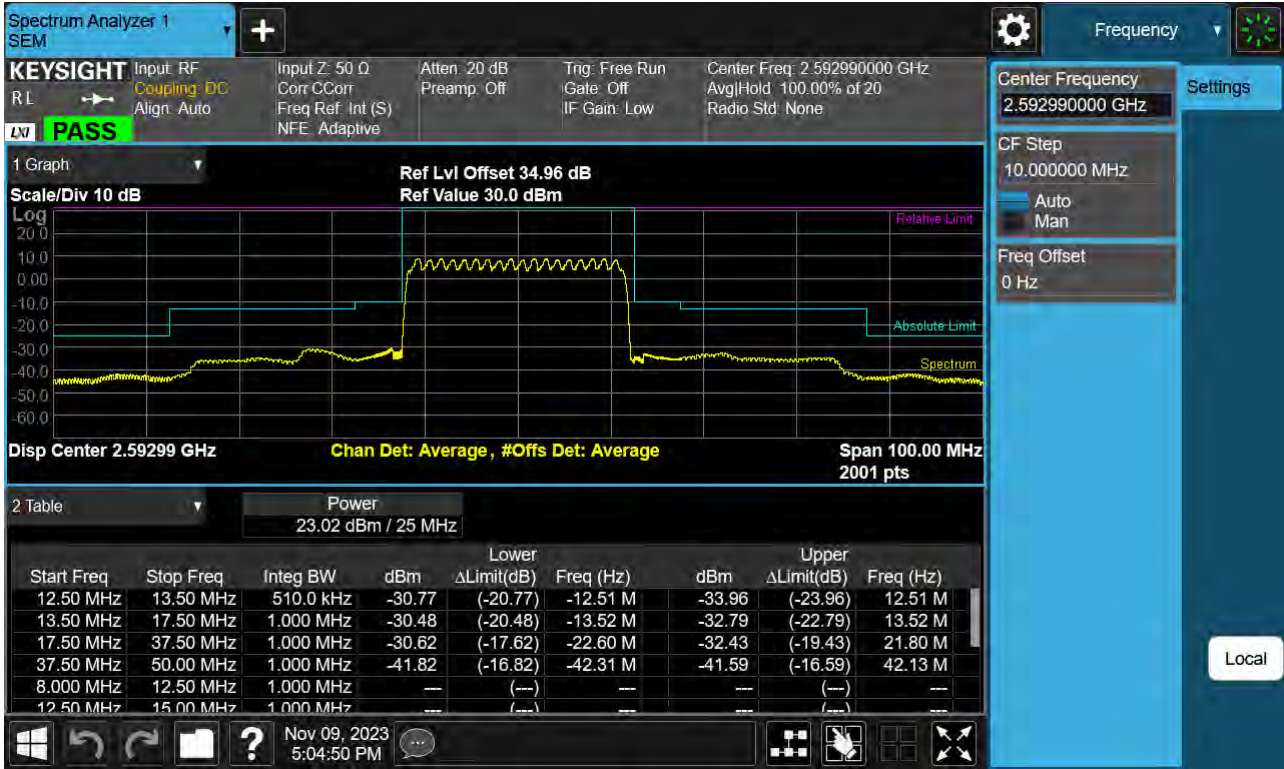 Spectrum Analyzer 1
SEM
+
Frequency
KEYSIGHT
R L
LXI
PASS
Input: RF
Coupling: DC
Align: Auto
Input Z: 50 Ω
Corr CCorr
Freq Ref: Int (S)
NFE: Adaptive
Atten: 20 dB
Preamp: Off
Trig: Free Run
Gate: Off
IF Gain: Low
Center Freq: 2.592990000 GHz
Avg|Hold: 100.00% of 20
Radio Std: None
Center Frequency
2.592990000 GHz
Settings
CF Step
10.000000 MHz
Auto
Man
Freq Offset
0 Hz
Local
1 Graph
Ref Lvl Offset 34.96 dB
Scale/Div 10 dB
Ref Value 30.0 dBm
Log
20.0
10.0
0.00
-10.0
-20.0
-30.0
-40.0
-50.0
-60.0
Relative Limit
Absolute Limit
Spectrum
Disp Center 2.59299 GHz
Chan Det: Average, #Offs Det: Average
Span 100.00 MHz
2001 pts
2 Table
Power
23.02 dBm / 25 MHz
Lower Upper
Start Freq Stop Freq Integ BW dBm ΔLimit(dB) Freq (Hz) dBm ΔLimit(dB) Freq (Hz)
12.50 MHz 13.50 MHz 510.0 kHz -30.77 (-20.77) -12.51 M -33.96 (-23.96) 12.51 M
13.50 MHz 17.50 MHz 1.000 MHz -30.48 (-20.48) -13.52 M -32.79 (-22.79) 13.52 M
17.50 MHz 37.50 MHz 1.000 MHz -30.62 (-17.62) -22.60 M -32.43 (-19.43) 21.80 M
37.50 MHz 50.00 MHz 1.000 MHz -41.82 (-16.82) -42.31 M -41.59 (-16.59) 42.13 M
8.000 MHz 12.50 MHz 1.000 MHz --- (---) --- --- (---) ---
12.50 MHz 15.00 MHz 1.000 MHz --- (---) --- --- (---) ---
?
Nov 09, 2023
5:04:50 PM